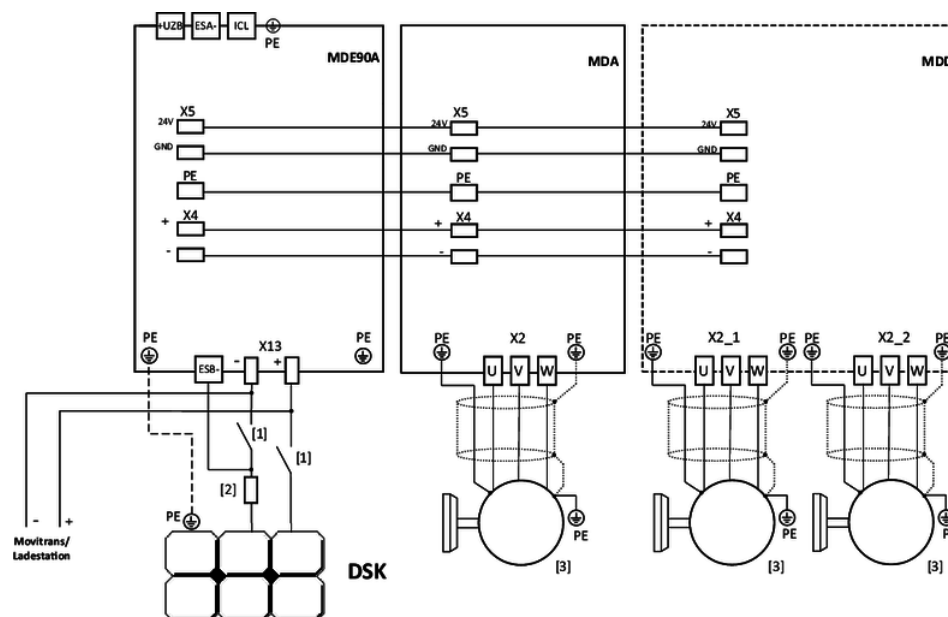 +UZB ESA- ICL PE
MDE90A MDA
X5 X5 X5
24V 24V 24V
GND GND GND
PE PE PE
X4 X4 X4
+ + +
- - -
PE X13 PE PE X2 PE PE X2_1 PE PE X2_2 PE
ESB- - + U V W U V W U V W
[1]
[1]
[2]
PE PE PE PE
- +
Movitrans/
Ladestation
DSK
[3] [3] [3]